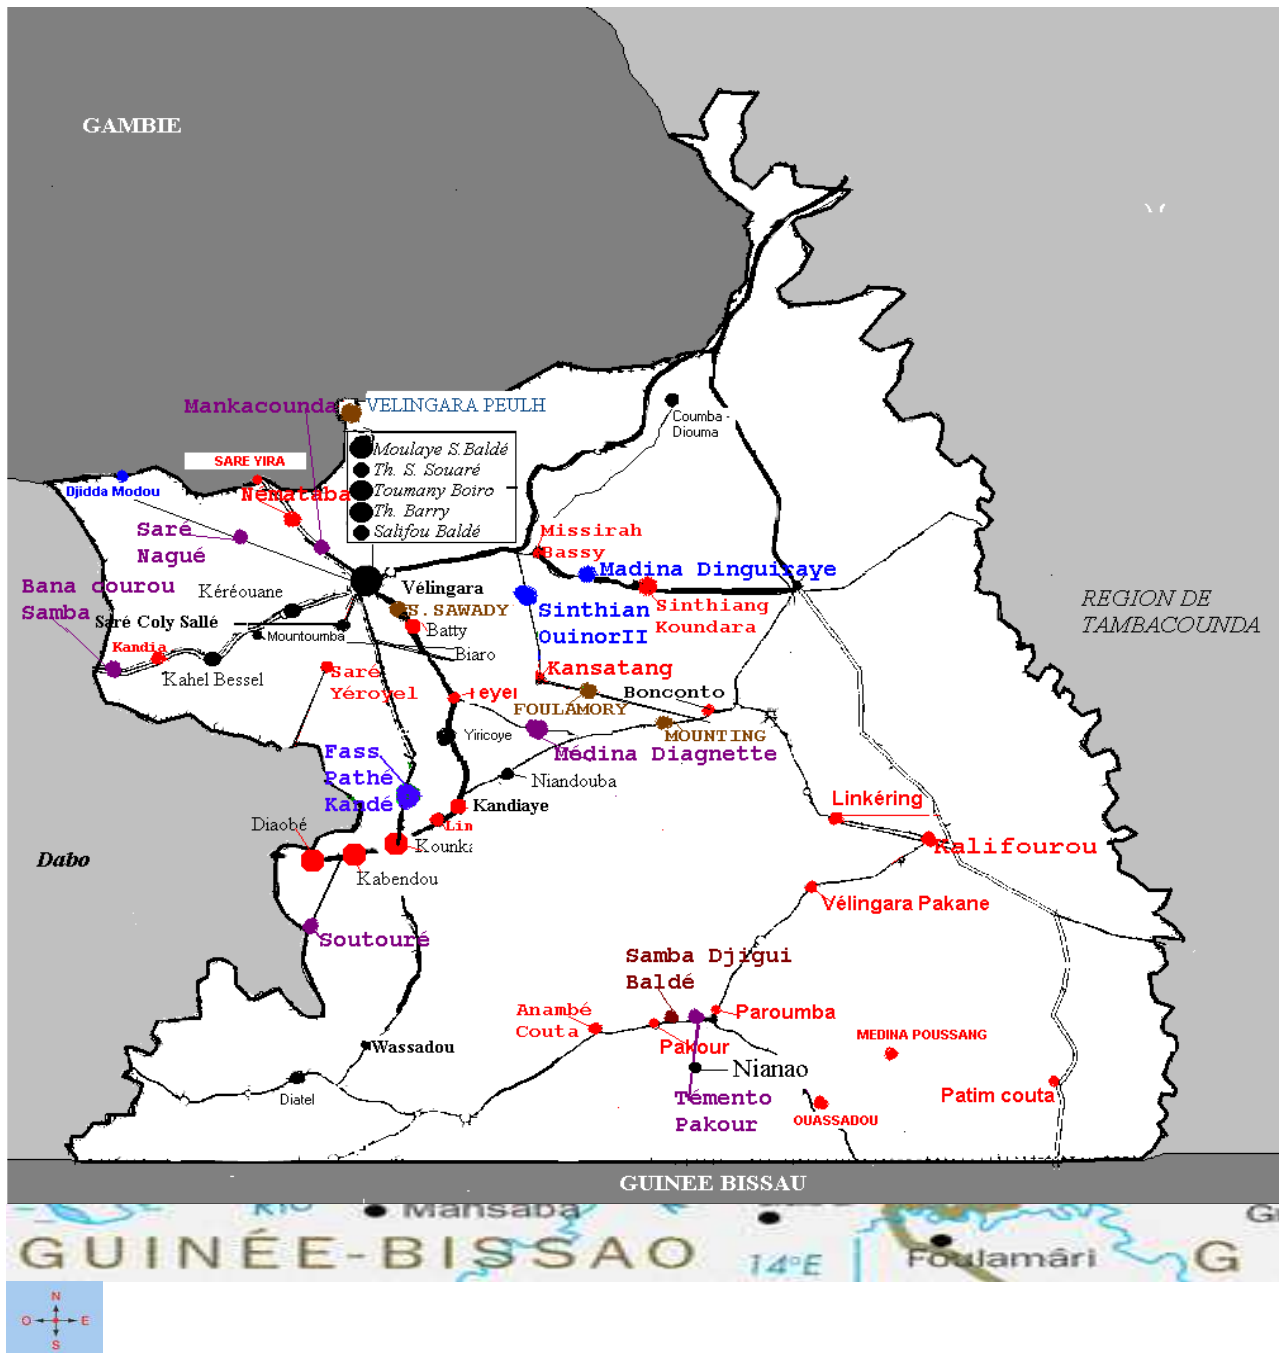 GAMBIE
Mankacounda
VELINGARA PEULH
Coumba
Diouma
Moulaye S.Baldé
Th. S. Souaré
Toumany Boiro
Th. Barry
Salifou Baldé
SARE YIRA
Djidda Modou
Némataba
Saré
Nagué
Missirah
Bassy
Madina Dinguiraye
Bana courou
Samba
Kéréouane
Vélingara
S.SAWADY
Sinthian
OuinorII
Sinthiang
Koundara
REGION DE
TAMBACOUNDA
Saré Coly Sallé
Mountoumba
Batty
Kandia
Biaro
Kahel Bessel
Saré
Yéroyel
Kansatang
Bonconto
FOULAMORY
MOUNTING
Yiricoye
Médina Diagnette
Fass
Pathé
Kandé
Niandouba
Linkéring
Kandiaye
Lin
Diaobé
Kounka
Kalifourou
Dabo
Kabendou
Vélingara Pakane
Soutouré
Samba Djigui
Baldé
Anambé
Couta
Paroumba
Pakour
MEDINA POUSSANG
Wassadou
Nianao
Diatel
Témento
Pakour
Patim couta
OUASSADOU
GUINEE BISSAU
Mansaba
GUINÉE-BISSAO
14°E
Foulamâri
G
N
O
E
S